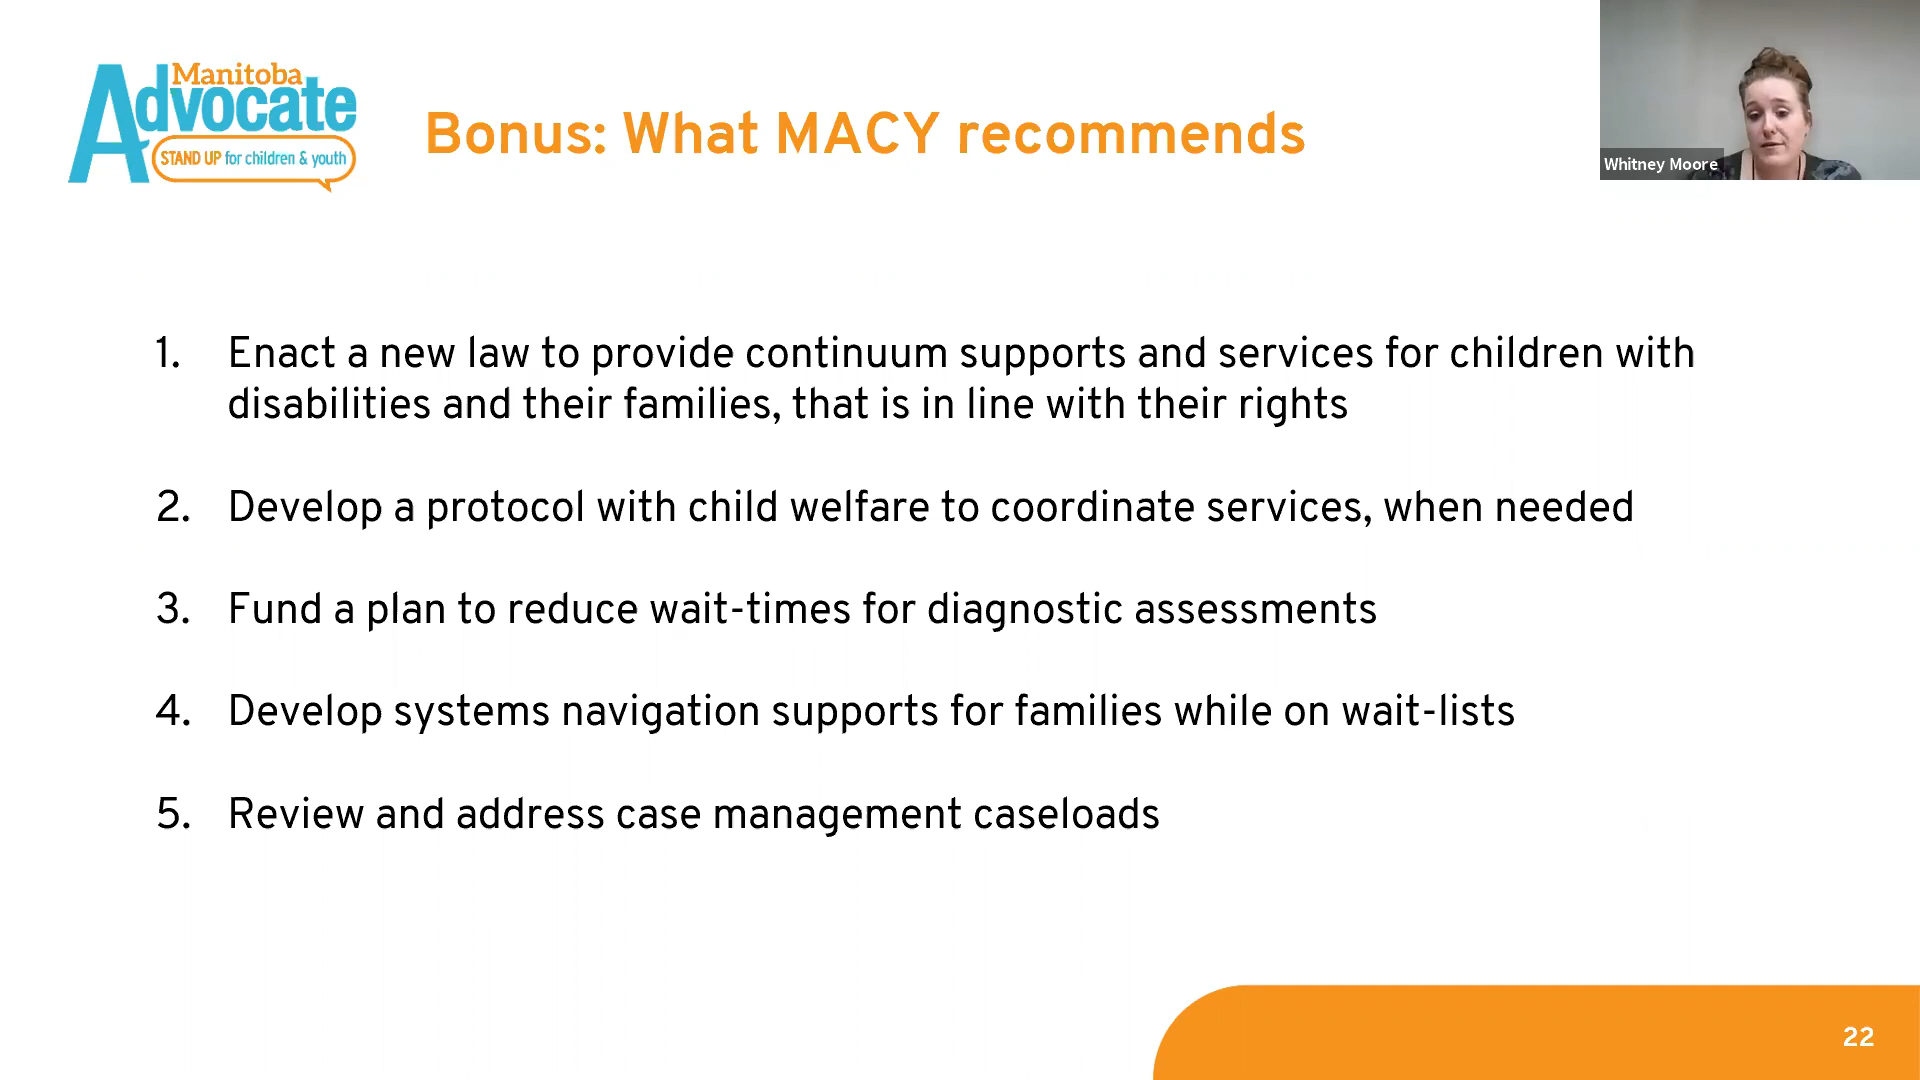 Manitoba
Advocate
STAND UP for children & youth
Bonus: What MACY recommends
Whitney Moore
1. Enact a new law to provide continuum supports and services for children with
disabilities and their families, that is in line with their rights
2. Develop a protocol with child welfare to coordinate services, when needed
3. Fund a plan to reduce wait-times for diagnostic assessments
4. Develop systems navigation supports for families while on wait-lists
5. Review and address case management caseloads
22